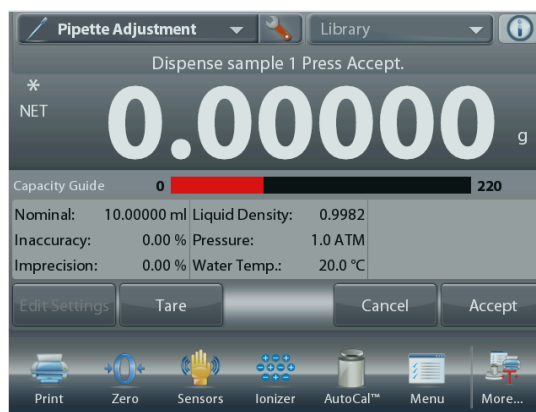 Pipette Adjustment Library
Dispense sample 1 Press Accept.
*
NET
0.00000 g
Capacity Guide 0 220
Nominal: 10.00000 ml Liquid Density: 0.9982
Inaccuracy: 0.00 % Pressure: 1.0 ATM
Imprecision: 0.00 % Water Temp.: 20.0 °C
Edit Settings Tare Cancel Accept
Print Zero Sensors Ionizer AutoCal™ Menu More...